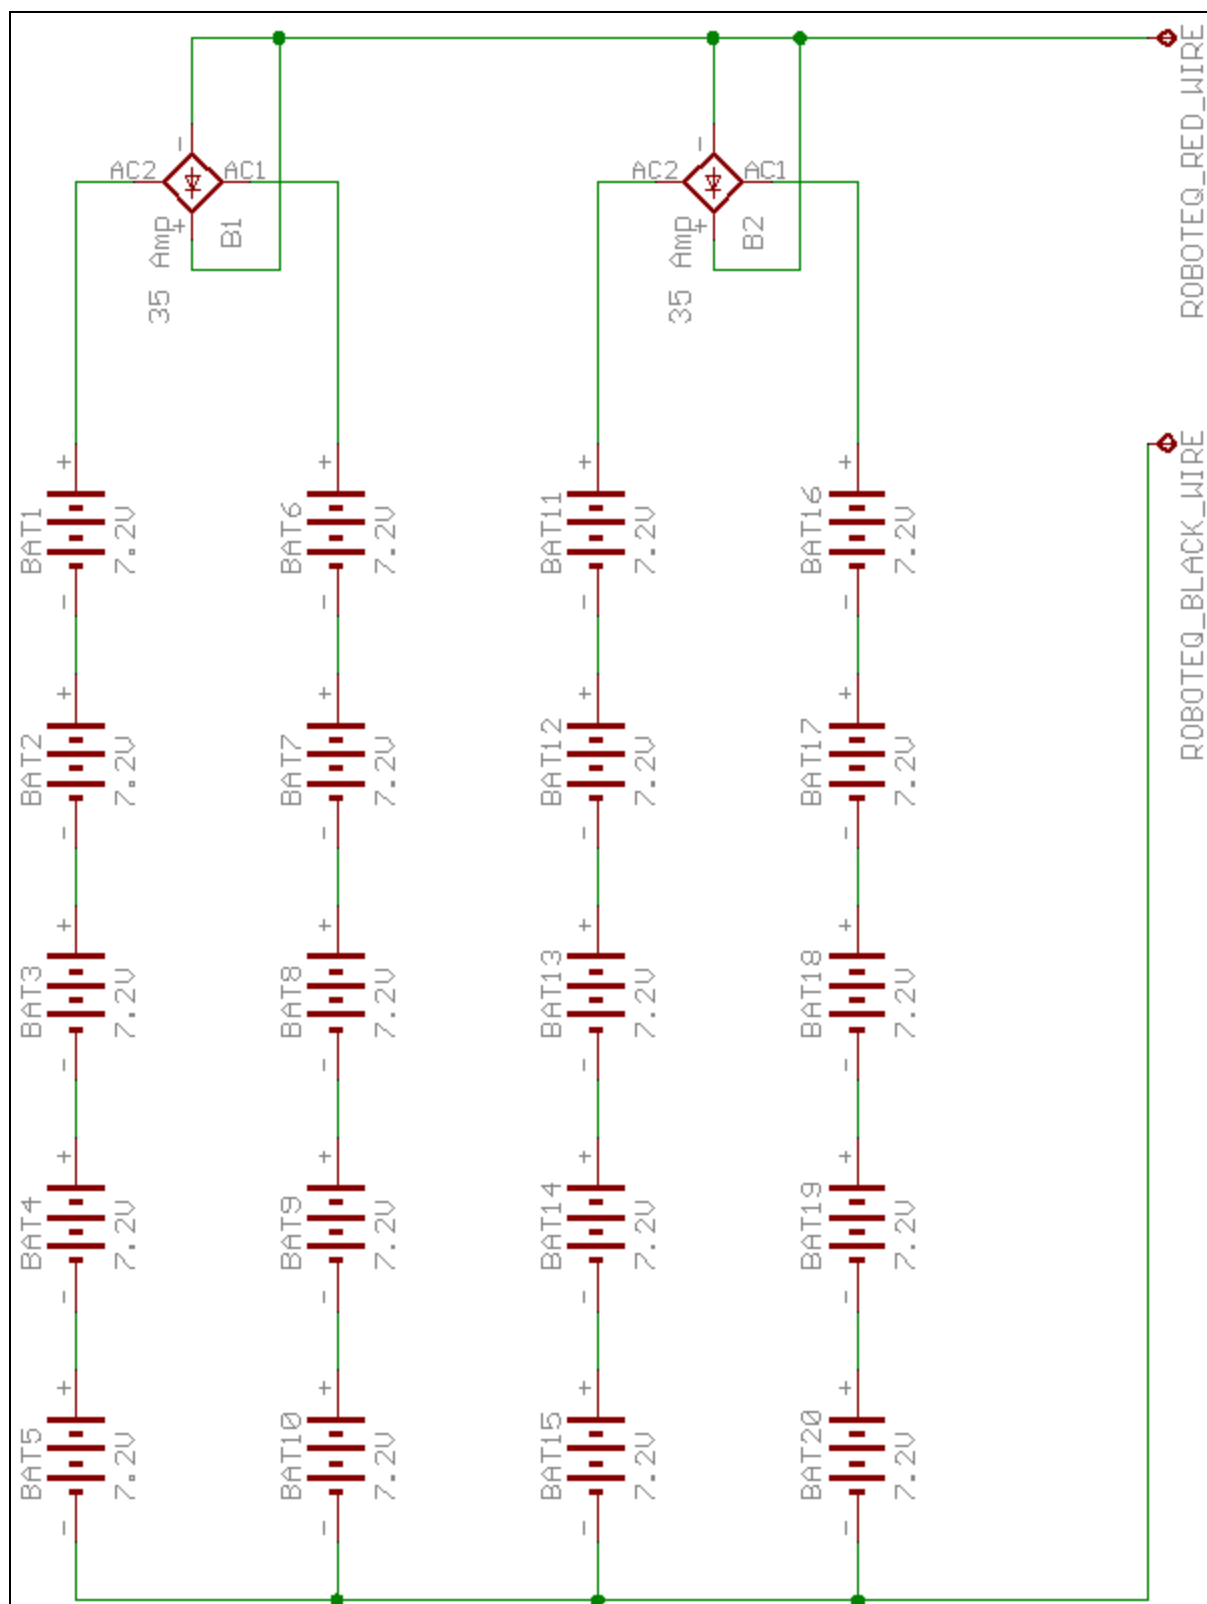 ROBOTEQ_RED_WIRE
-
-
AC2
AC1
AC2
AC1
+
+
B1
B2
35 Amp
35 Amp
ROBOTEQ_BLACK_WIRE
+
+
+
+
BAT1
7.2V
BAT6
7.2V
BAT11
7.2V
BAT16
7.2V
-
-
-
-
+
+
+
+
BAT2
7.2V
BAT7
7.2V
BAT12
7.2V
BAT17
7.2V
-
-
-
-
+
+
+
+
BAT3
7.2V
BAT8
7.2V
BAT13
7.2V
BAT18
7.2V
-
-
-
-
+
+
+
+
BAT4
7.2V
BAT9
7.2V
BAT14
7.2V
BAT19
7.2V
-
-
-
-
+
+
+
+
BAT5
7.2V
BAT10
7.2V
BAT15
7.2V
BAT20
7.2V
-
-
-
-